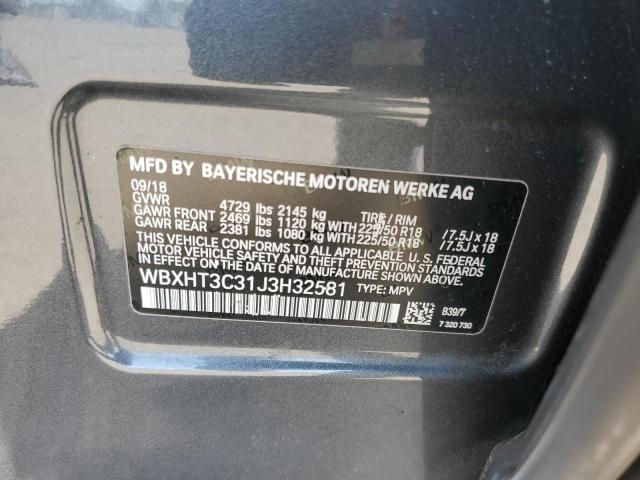 MFD BY BAYERISCHE MOTOREN WERKE AG
09/18
GVWR 4729 lbs 2145 kg TIRE/RIM
GAWR FRONT 2469 lbs 1120 kg WITH 225/50 R18 /7.5J x 18
GAWR REAR 2381 lbs 1080 kg WITH 225/50 R18 /7.5J x 18
THIS VEHICLE CONFORMS TO ALL APPLICABLE U.S. FEDERAL
MOTOR VEHICLE SAFETY, BUMPER, AND THEFT PREVENTION STANDARDS
IN EFFECT ON THE DATE OF MANUFACTURE SHOWN ABOVE.
WBXHT3C31J3H32581 TYPE: MPV
B39/7
7 320 730